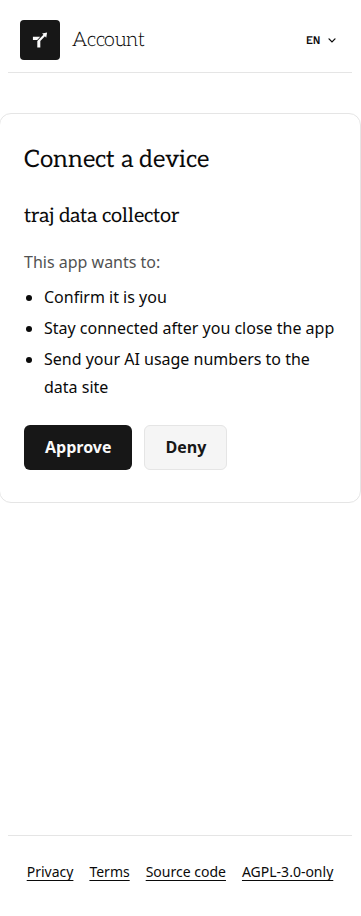 Account
EN
Connect a device
traj data collector
This app wants to:
Confirm it is you
Stay connected after you close the app
Send your AI usage numbers to the
data site
Approve Deny
Privacy Terms Source code AGPL-3.0-only